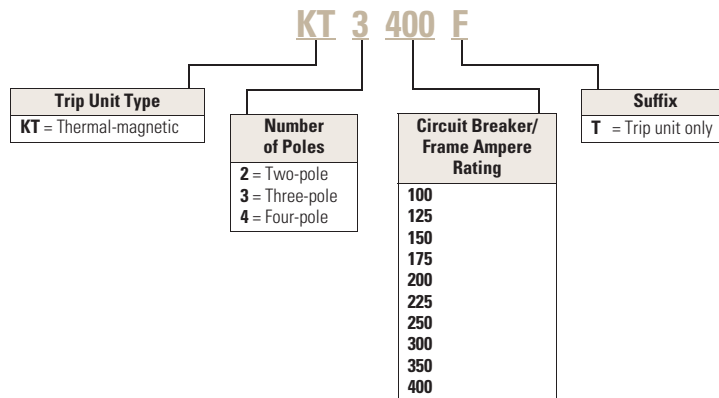 KT 3 400 F
Trip Unit Type
KT = Thermal-magnetic
Number
of Poles
2 = Two-pole
3 = Three-pole
4 = Four-pole
Circuit Breaker/
Frame Ampere
Rating
100
125
150
175
200
225
250
300
350
400
Suffix
T = Trip unit only